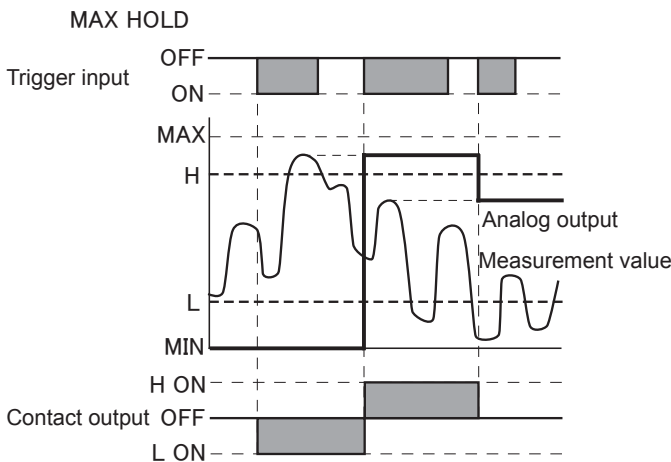 MAX HOLD
OFF
Trigger input
ON
MAX
H
Analog output
Measurement value
L
MIN
H ON
Contact output OFF
L ON